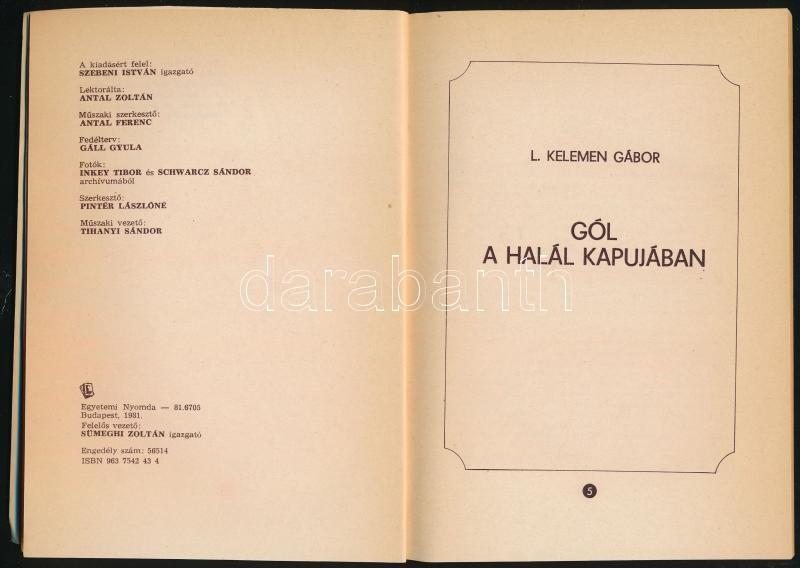 A kiadásért felel:
SZEBENI ISTVÁN igazgató
Lektorálta:
ANTAL ZOLTÁN
Műszaki szerkesztő:
ANTAL FERENC
Fedélterv:
GÁLL GYULA
Fotók:
INKEY TIBOR és SCHWARCZ SÁNDOR
archívumából
Szerkesztő:
PINTÉR LÁSZLÓNÉ
Műszaki vezető:
TIHANYI SÁNDOR
Egyetemi Nyomda — 81.6705
Budapest, 1981.
Felelős vezető:
SÜMEGHI ZOLTÁN igazgató
Engedély szám: 56514
ISBN 963 7542 43 4
L. KELEMEN GÁBOR
GÓL
A HALÁL KAPUJÁBAN
5
darabanth